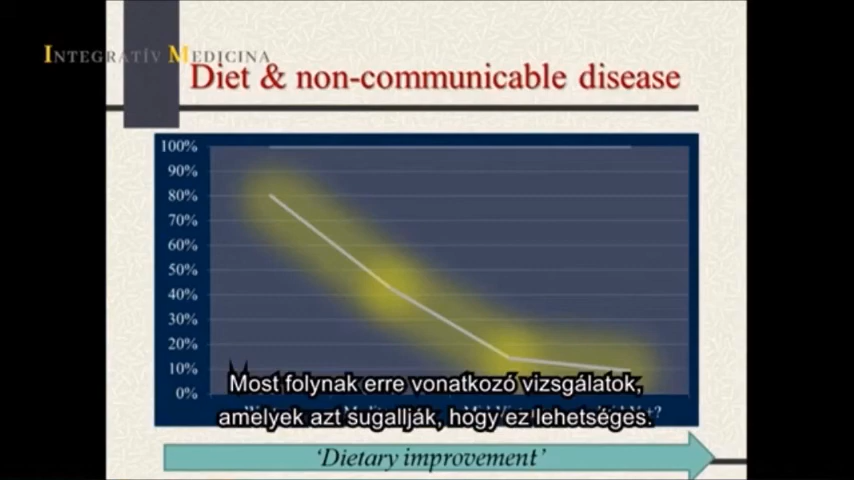 INTEGRATÍV MEDICINA
Diet & non-communicable disease
100%
90%
80%
70%
60%
50%
40%
30%
20%
10%
0%
Most folynak erre vonatkozó vizsgálatok,
amelyek azt sugallják, hogy ez lehetséges.
'Dietary improvement'